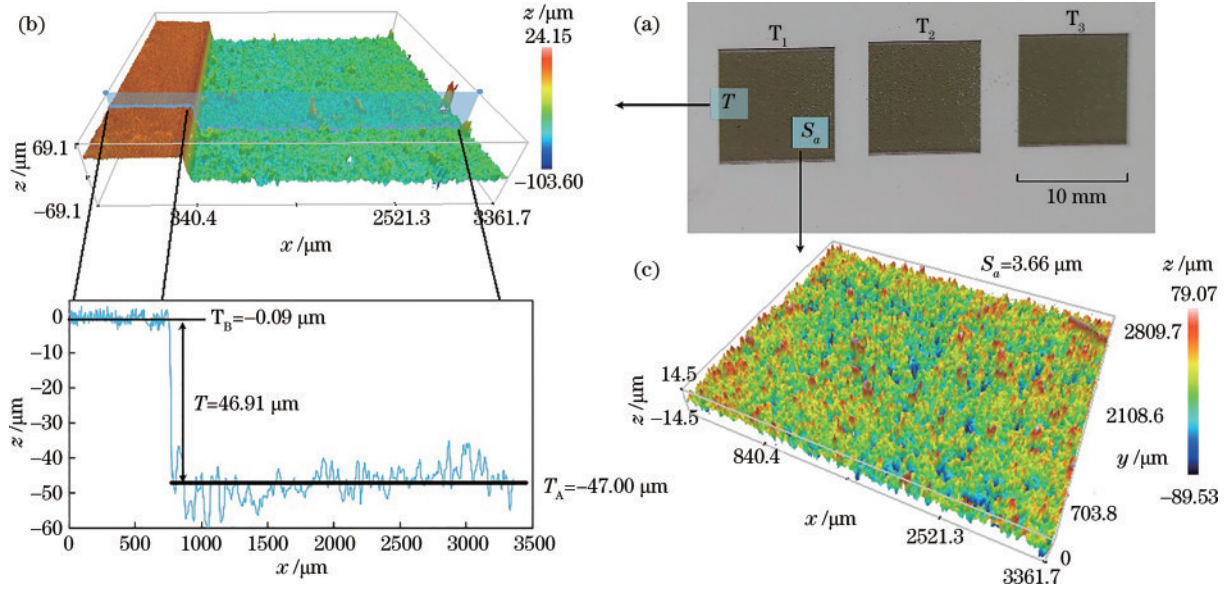 (b)
z /μm
24.15
−103.60
z /μm
69.1
−69.1
840.4
2521.3
3361.7
x /μm
z /μm
0
−10
−20
−30
−40
−50
−60
T_B=−0.09 μm
T=46.91 μm
T_A=−47.00 μm
0
500
1000
1500
2000
2500
3000
3500
x /μm
(a)
T₁
T₂
T₃
T
S_a
10 mm
(c)
S_a=3.66 μm
z /μm
79.07
−89.53
2809.7
2108.6
y /μm
703.8
0
14.5
−14.5
z /μm
840.4
x /μm
2521.3
3361.7